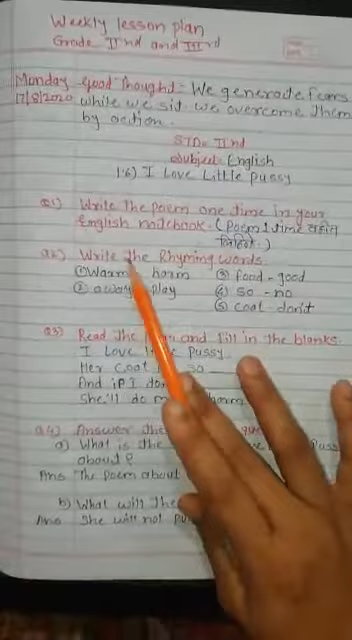 Weekly lesson plan
Grade IInd and IIIrd
Monday Good Thought - We generate fears
17/8/2020 while we sit. we overcome them
by action.
STD:- IInd
Subject:- English
1.6) I Love Little Pussy
Q1) Write the poem one time in your
English notebook. (Poem 1 time
लिहिणे.)
Q2) Write the Rhyming words.
① Warm harm ③ food - good
② away play ④ so - no
⑤ coat don't
Q3) Read the and fill in the blanks.
I Love Pussy
Her Coat so
And if I
She'll do m harm
Q4) Answer the que
a) What is the Puss
about?
Ans The poem about
b) What will the
Ans She will not pu